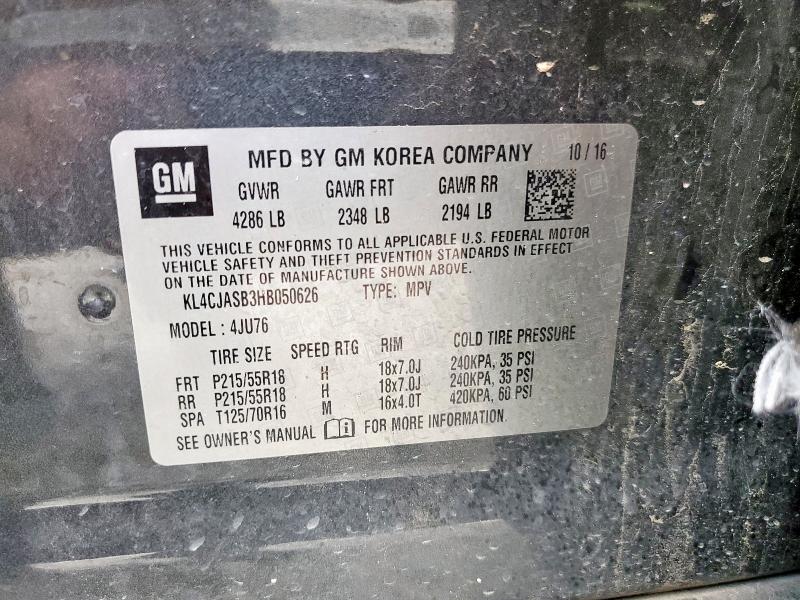 GM MFD BY GM KOREA COMPANY 10/16
GVWR GAWR FRT GAWR RR
4286 LB 2348 LB 2194 LB
THIS VEHICLE CONFORMS TO ALL APPLICABLE U.S. FEDERAL MOTOR
VEHICLE SAFETY AND THEFT PREVENTION STANDARDS IN EFFECT
ON THE DATE OF MANUFACTURE SHOWN ABOVE.
KL4CJASB3HB050626 TYPE: MPV
MODEL : 4JU76
TIRE SIZE SPEED RTG RIM COLD TIRE PRESSURE
FRT P215/55R18 H 18x7.0J 240KPA, 35 PSI
RR P215/55R18 H 18x7.0J 240KPA, 35 PSI
SPA T125/70R16 M 16x4.0T 420KPA, 60 PSI
SEE OWNER'S MANUAL FOR MORE INFORMATION.